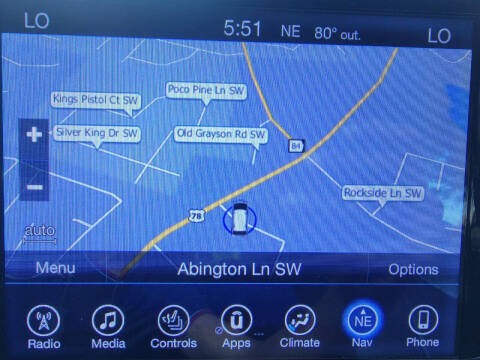 LO 5:51 NE 80° out. LO
Poco Pine Ln SW
Kings Pistol Ct SW
Silver King Dr SW
Old Grayson Rd SW
+
84
–
Rockside Ln SW
78
auto
Menu Abington Ln SW Options
NE
Radio Media Controls Apps Climate Nav Phone